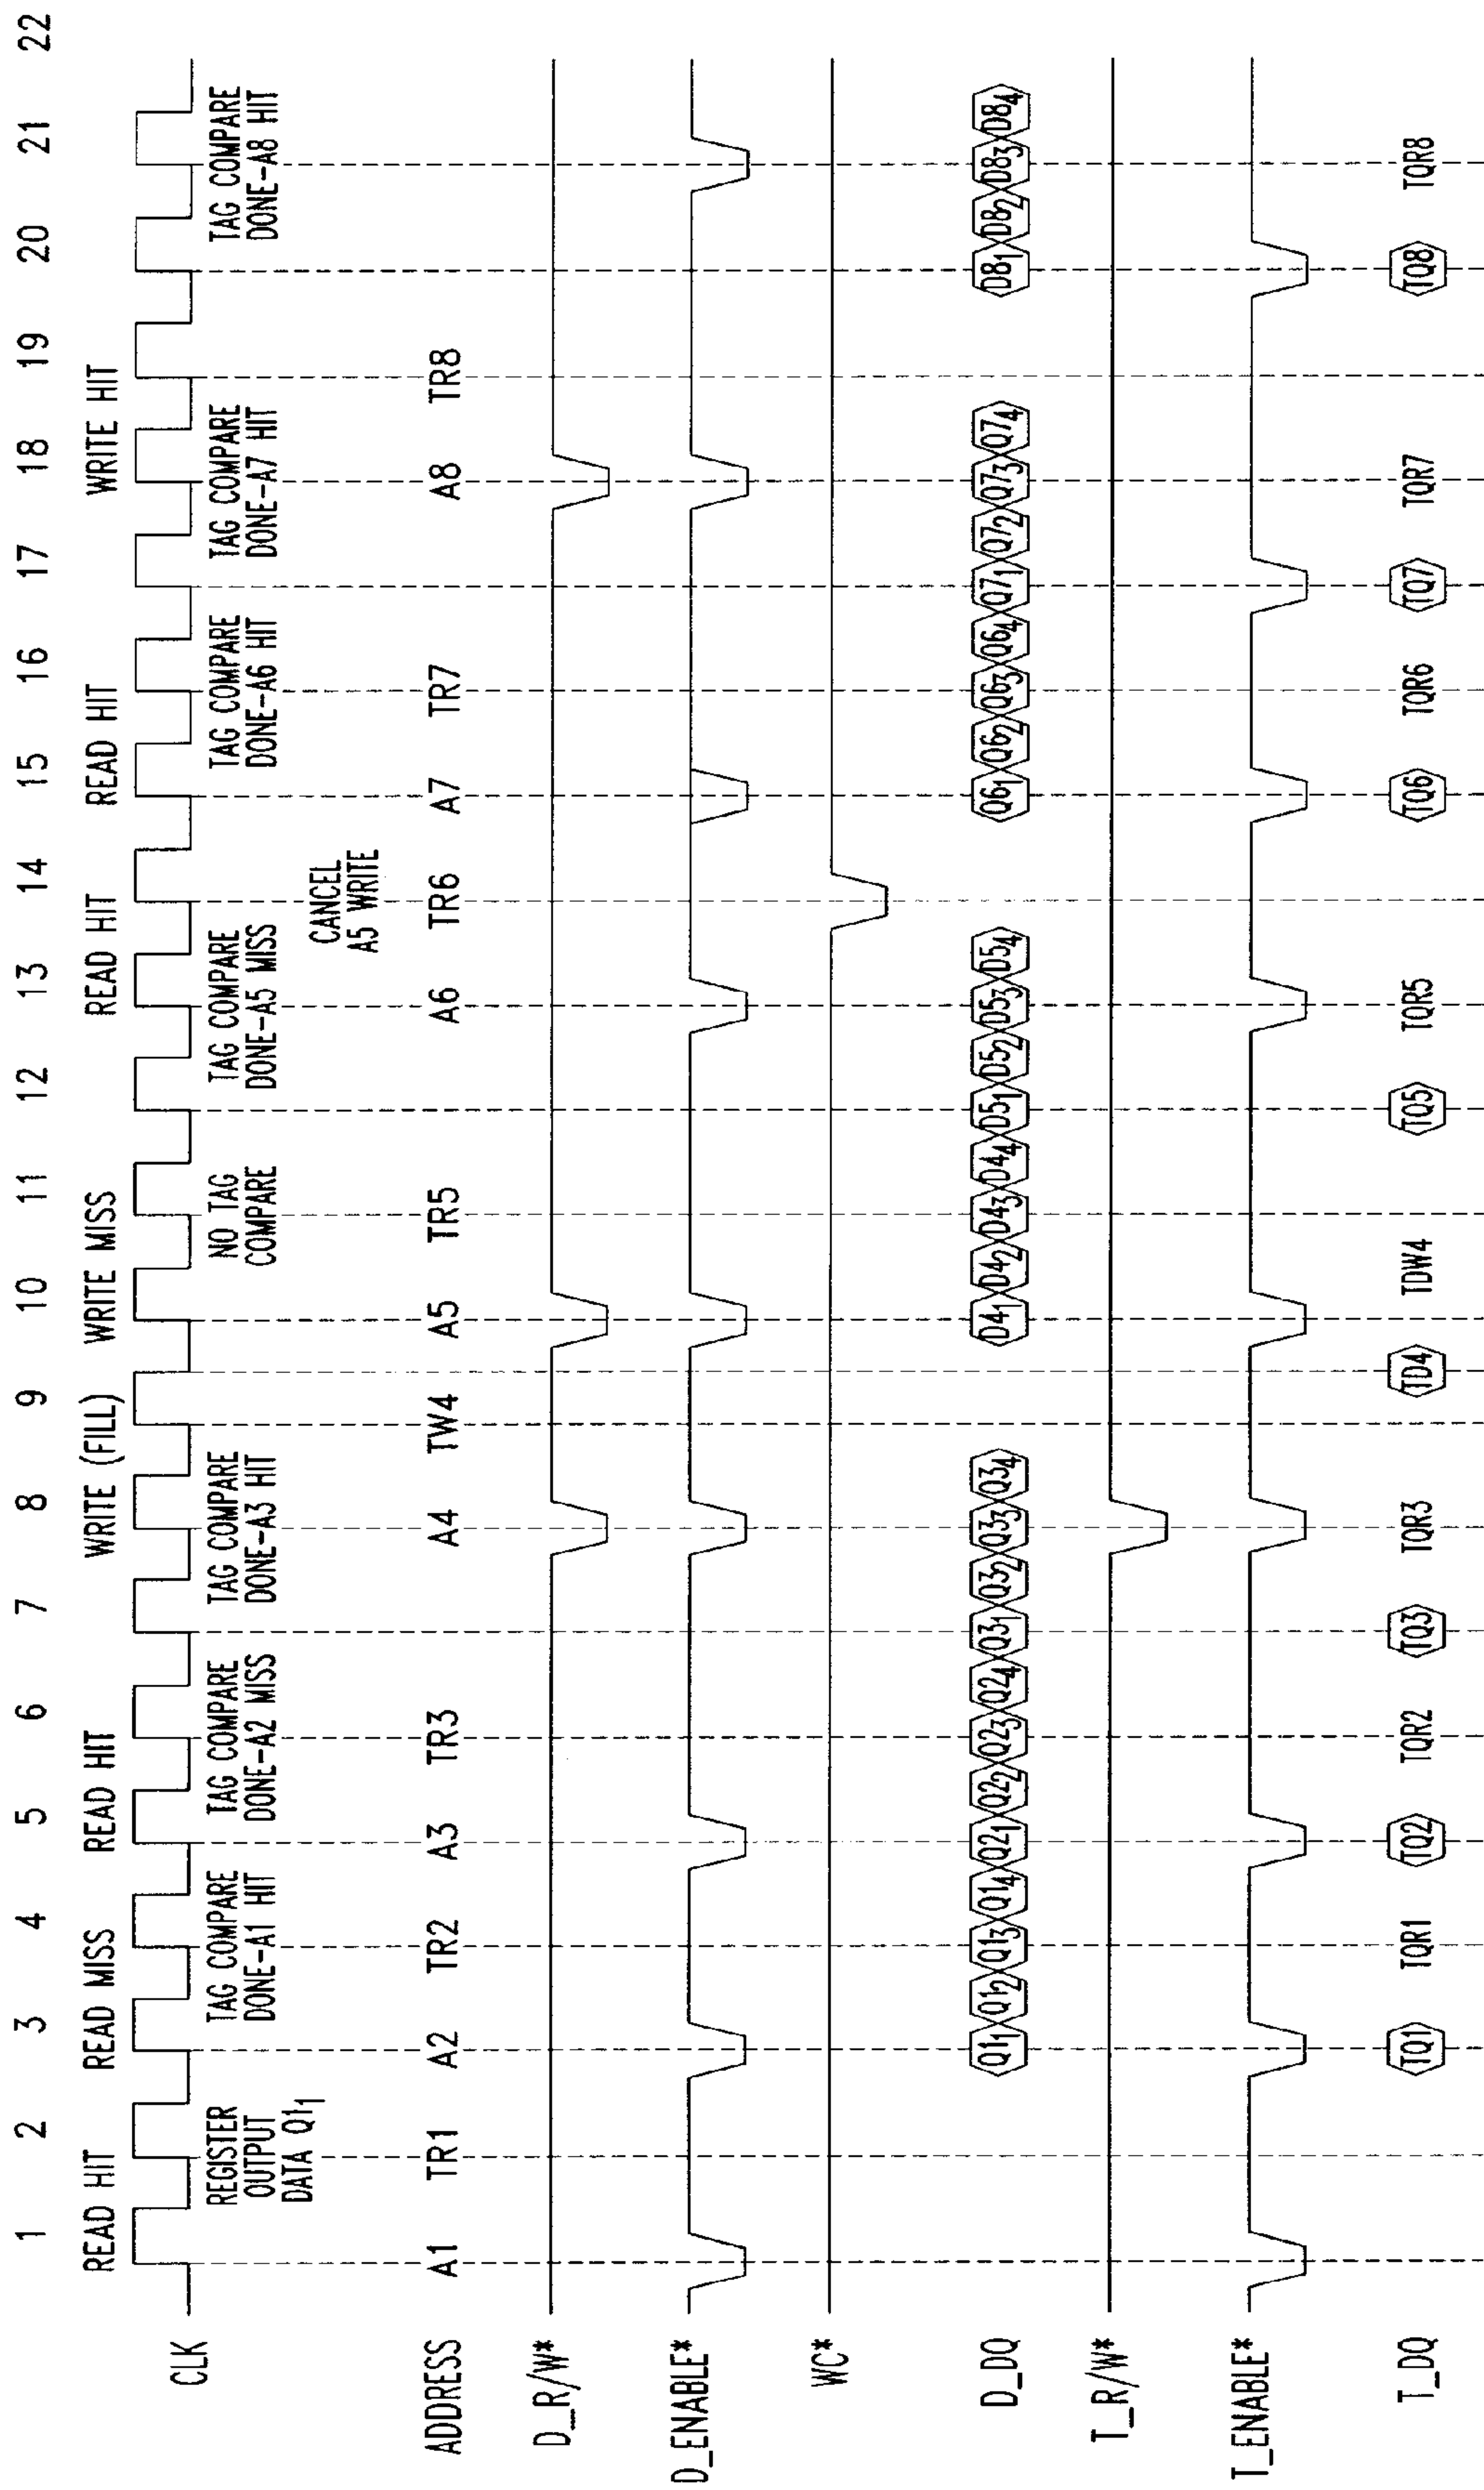 1 2 3 4 5 6 7 8 9 10 11 12 13 14 15 16 17 18 19 20 21 22
READ HIT READ MISS READ HIT WRITE (FILL) WRITE MISS READ HIT READ HIT WRITE HIT
CLK
REGISTER
OUTPUT
DATA Q1₁
TAG COMPARE
DONE-A1 HIT
TAG COMPARE
DONE-A2 MISS
TAG COMPARE
DONE-A3 HIT
NO TAG
COMPARE
TAG COMPARE
DONE-A5 MISS
CANCEL
A5 WRITE
TAG COMPARE
DONE-A6 HIT
TAG COMPARE
DONE-A7 HIT
TAG COMPARE
DONE-A8 HIT
ADDRESS A1 TR1 A2 TR2 A3 TR3 A4 TW4 A5 TR5 A6 TR6 A7 TR7 A8 TR8
D_R/W*
D_ENABLE*
WC*
D_DQ Q1₁ Q1₂ Q1₃ Q1₄ Q2₁ Q2₂ Q2₃ Q2₄ Q3₁ Q3₂ Q3₃ Q3₄ D4₁ D4₂ D4₃ D4₄ D5₁ D5₂ D5₃ D5₄ Q6₁ Q6₂ Q6₃ Q6₄ Q7₁ Q7₂ Q7₃ Q7₄ D8₁ D8₂ D8₃ D8₄
T_R/W*
T_ENABLE*
T_DQ TQ1 TQR1 TQ2 TQR2 TQ3 TQR3 TD4 TDW4 TQ5 TQR5 TQ6 TQR6 TQ7 TQR7 TQ8 TQR8